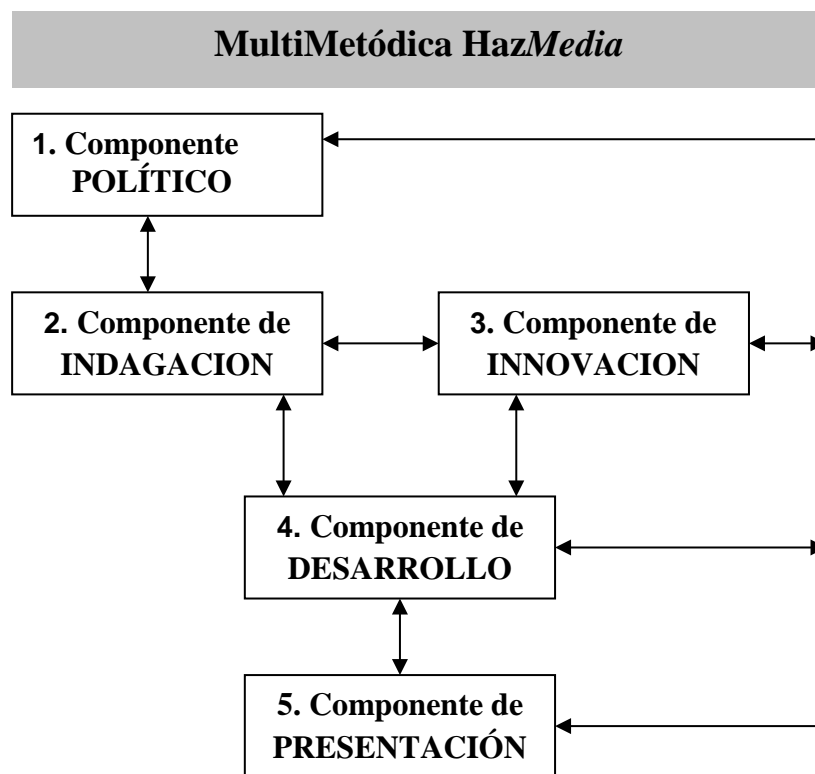 MultiMetódica HazMedia
1. Componente
POLÍTICO
2. Componente de
INDAGACION
3. Componente de
INNOVACION
4. Componente de
DESARROLLO
5. Componente de
PRESENTACIÓN